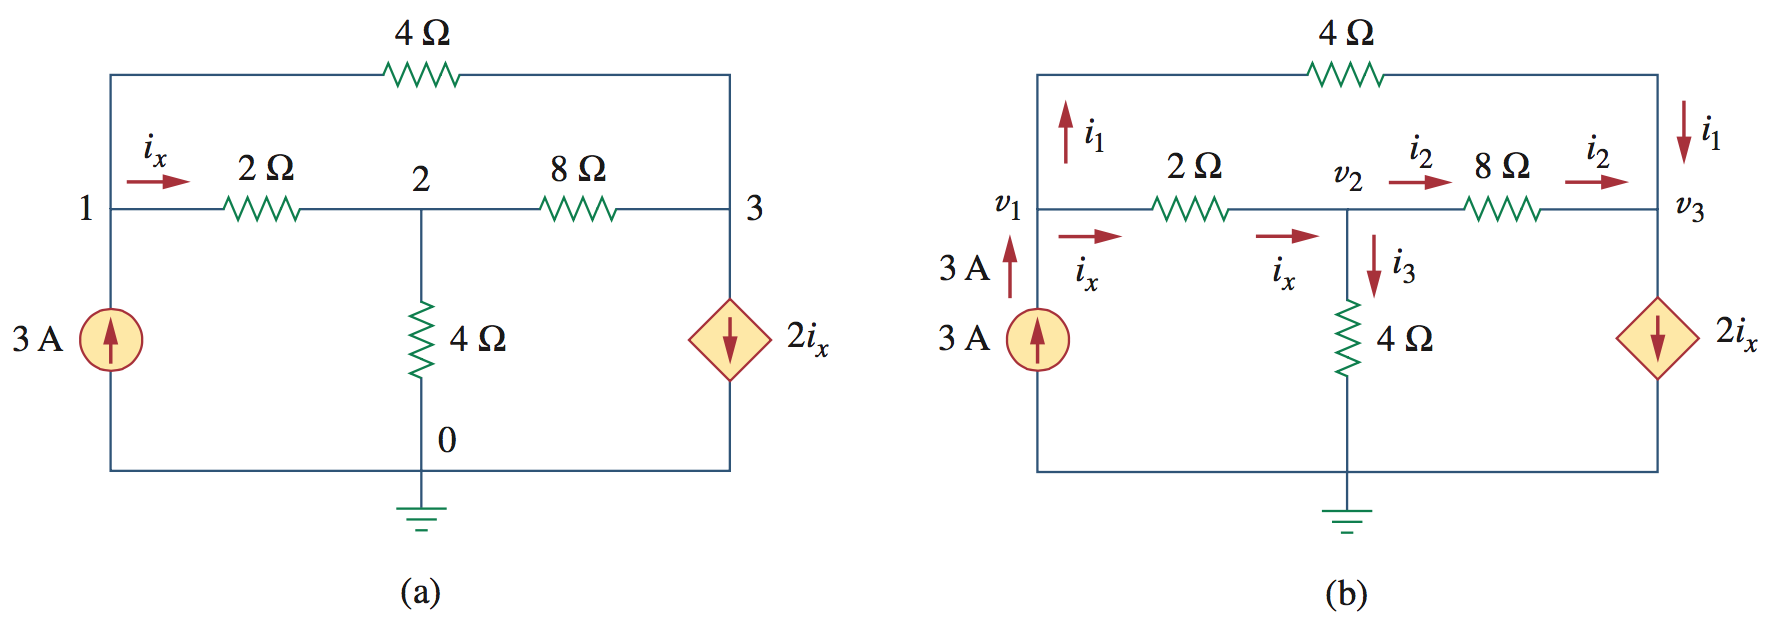 4 Ω
i_x
2 Ω
2
8 Ω
1
3
3 A
4 Ω
2i_x
0
(a)
4 Ω
i_1
i_1
2 Ω
v_2
i_2
8 Ω
i_2
v_1
v_3
3 A
i_x
i_x
i_3
3 A
4 Ω
2i_x
(b)